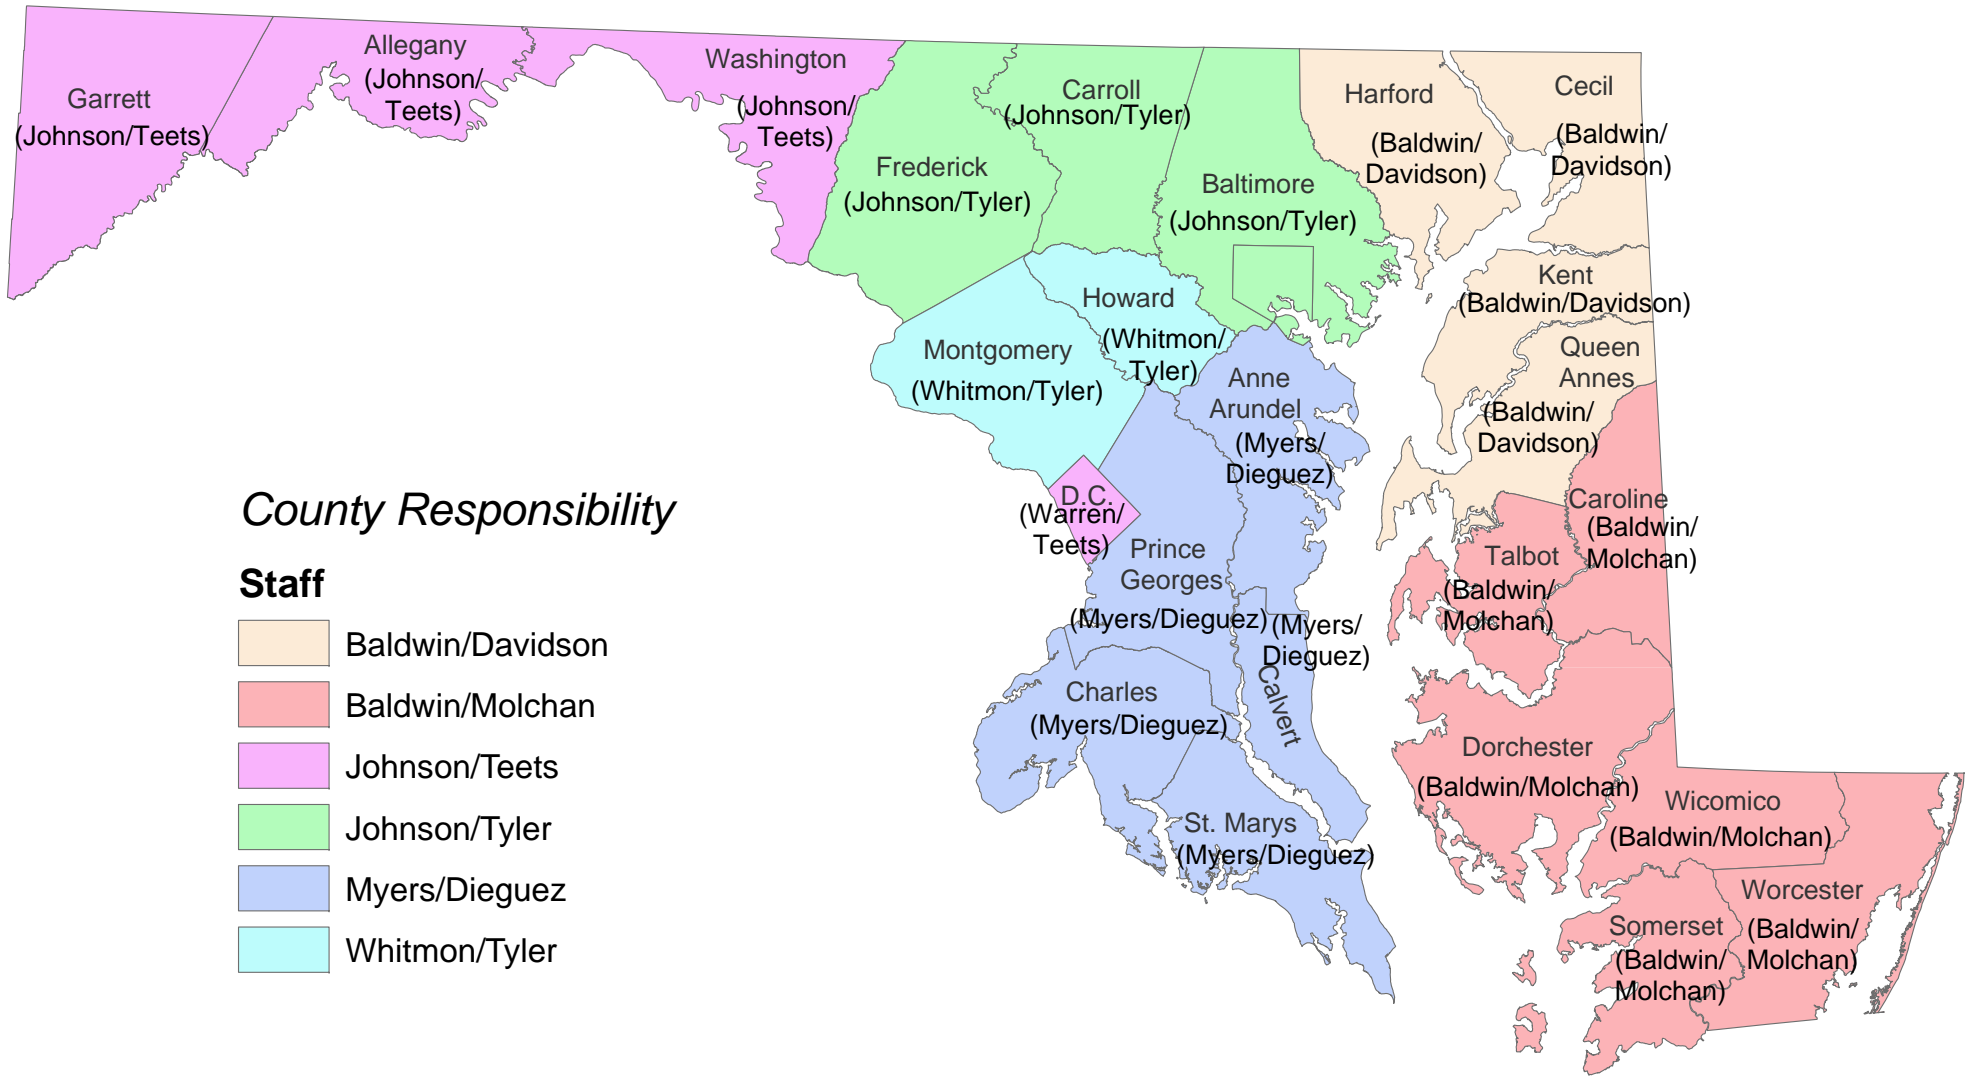 Garrett
(Johnson/Teets)
Allegany
(Johnson/
Teets)
Washington
(Johnson/
Teets)
Frederick
(Johnson/Tyler)
Carroll
(Johnson/Tyler)
Baltimore
(Johnson/Tyler)
Harford
(Baldwin/
Davidson)
Cecil
(Baldwin/
Davidson)
Kent
(Baldwin/Davidson)
Queen
Annes
(Baldwin/
Davidson)
Howard
(Whitmon/
Tyler)
Montgomery
(Whitmon/Tyler)
Anne
Arundel
(Myers/
Dieguez)
D.C.
(Warren/
Teets)
Prince
Georges
(Myers/Dieguez)
(Myers/
Dieguez)
Calvert
Charles
(Myers/Dieguez)
St. Marys
(Myers/Dieguez)
Caroline
(Baldwin/
Molchan)
Talbot
(Baldwin/
Molchan)
Dorchester
(Baldwin/Molchan)
Wicomico
(Baldwin/Molchan)
Worcester
(Baldwin/
Molchan)
Somerset
(Baldwin/
Molchan)
County Responsibility
Staff
Baldwin/Davidson
Baldwin/Molchan
Johnson/Teets
Johnson/Tyler
Myers/Dieguez
Whitmon/Tyler